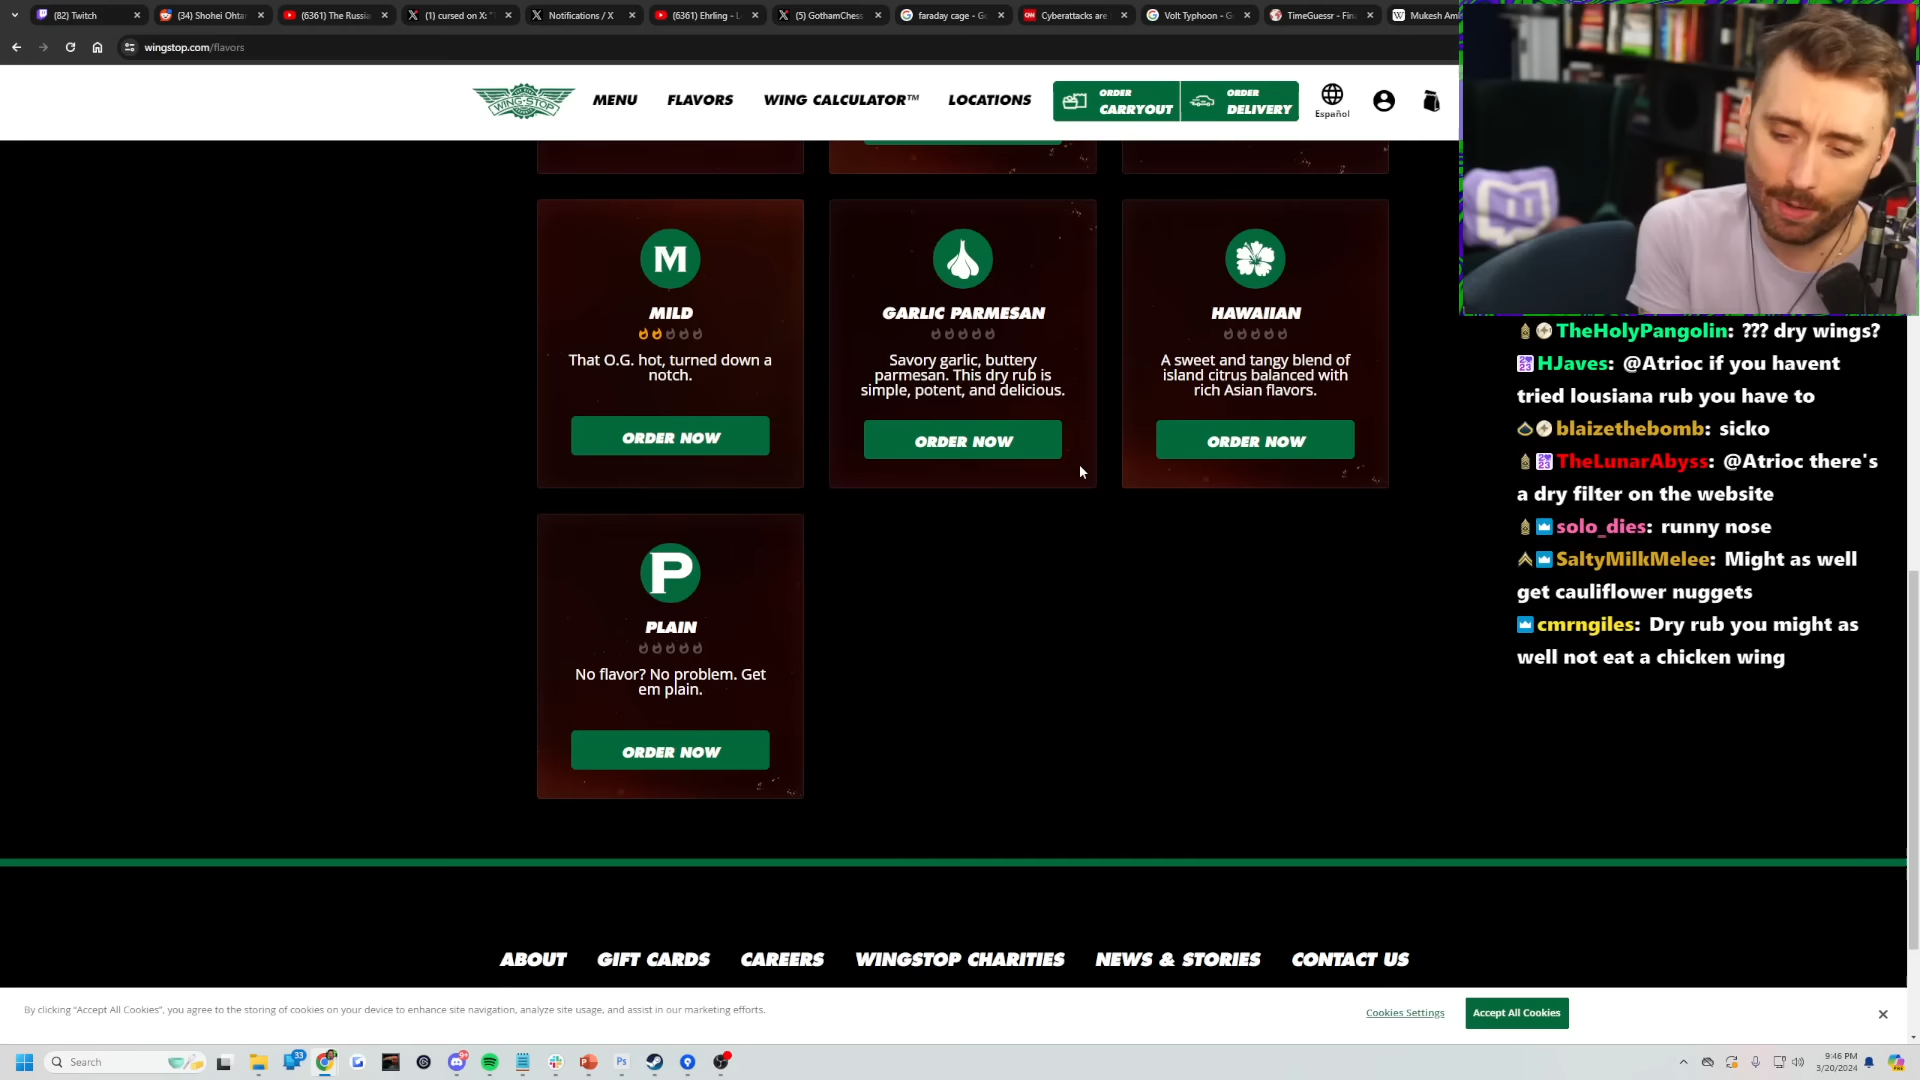 (82) Twitch
(34) Shohei Ohtar
(6361) The Russia
(1) cursed on X: "
Notifications / X
(6361) Ehrling - L
(5) GothamChess
faraday cage - Go
Cyberattacks are
Volt Typhoon - G
TimeGuessr - Fin
Mukesh Am
wingstop.com/flavors
WING STOP
MENU
FLAVORS
WING CALCULATOR™
LOCATIONS
ORDER
CARRYOUT
ORDER
DELIVERY
Español
M
MILD
That O.G. hot, turned down a
notch.
ORDER NOW
GARLIC PARMESAN
Savory garlic, buttery
parmesan. This dry rub is
simple, potent, and delicious.
ORDER NOW
HAWAIIAN
A sweet and tangy blend of
island citrus balanced with
rich Asian flavors.
ORDER NOW
P
PLAIN
No flavor? No problem. Get
em plain.
ORDER NOW
TheHolyPangolin: ??? dry wings?
HJaves: @Atrioc if you havent
tried lousiana rub you have to
blaizethebomb: sicko
TheLunarAbyss: @Atrioc there's
a dry filter on the website
solo_dies: runny nose
SaltyMilkMelee: Might as well
get cauliflower nuggets
cmrngiles: Dry rub you might as
well not eat a chicken wing
ABOUT
GIFT CARDS
CAREERS
WINGSTOP CHARITIES
NEWS & STORIES
CONTACT US
By clicking “Accept All Cookies”, you agree to the storing of cookies on your device to enhance site navigation, analyze site usage, and assist in our marketing efforts.
Cookies Settings
Accept All Cookies
Search
33
9:46 PM
3/20/2024